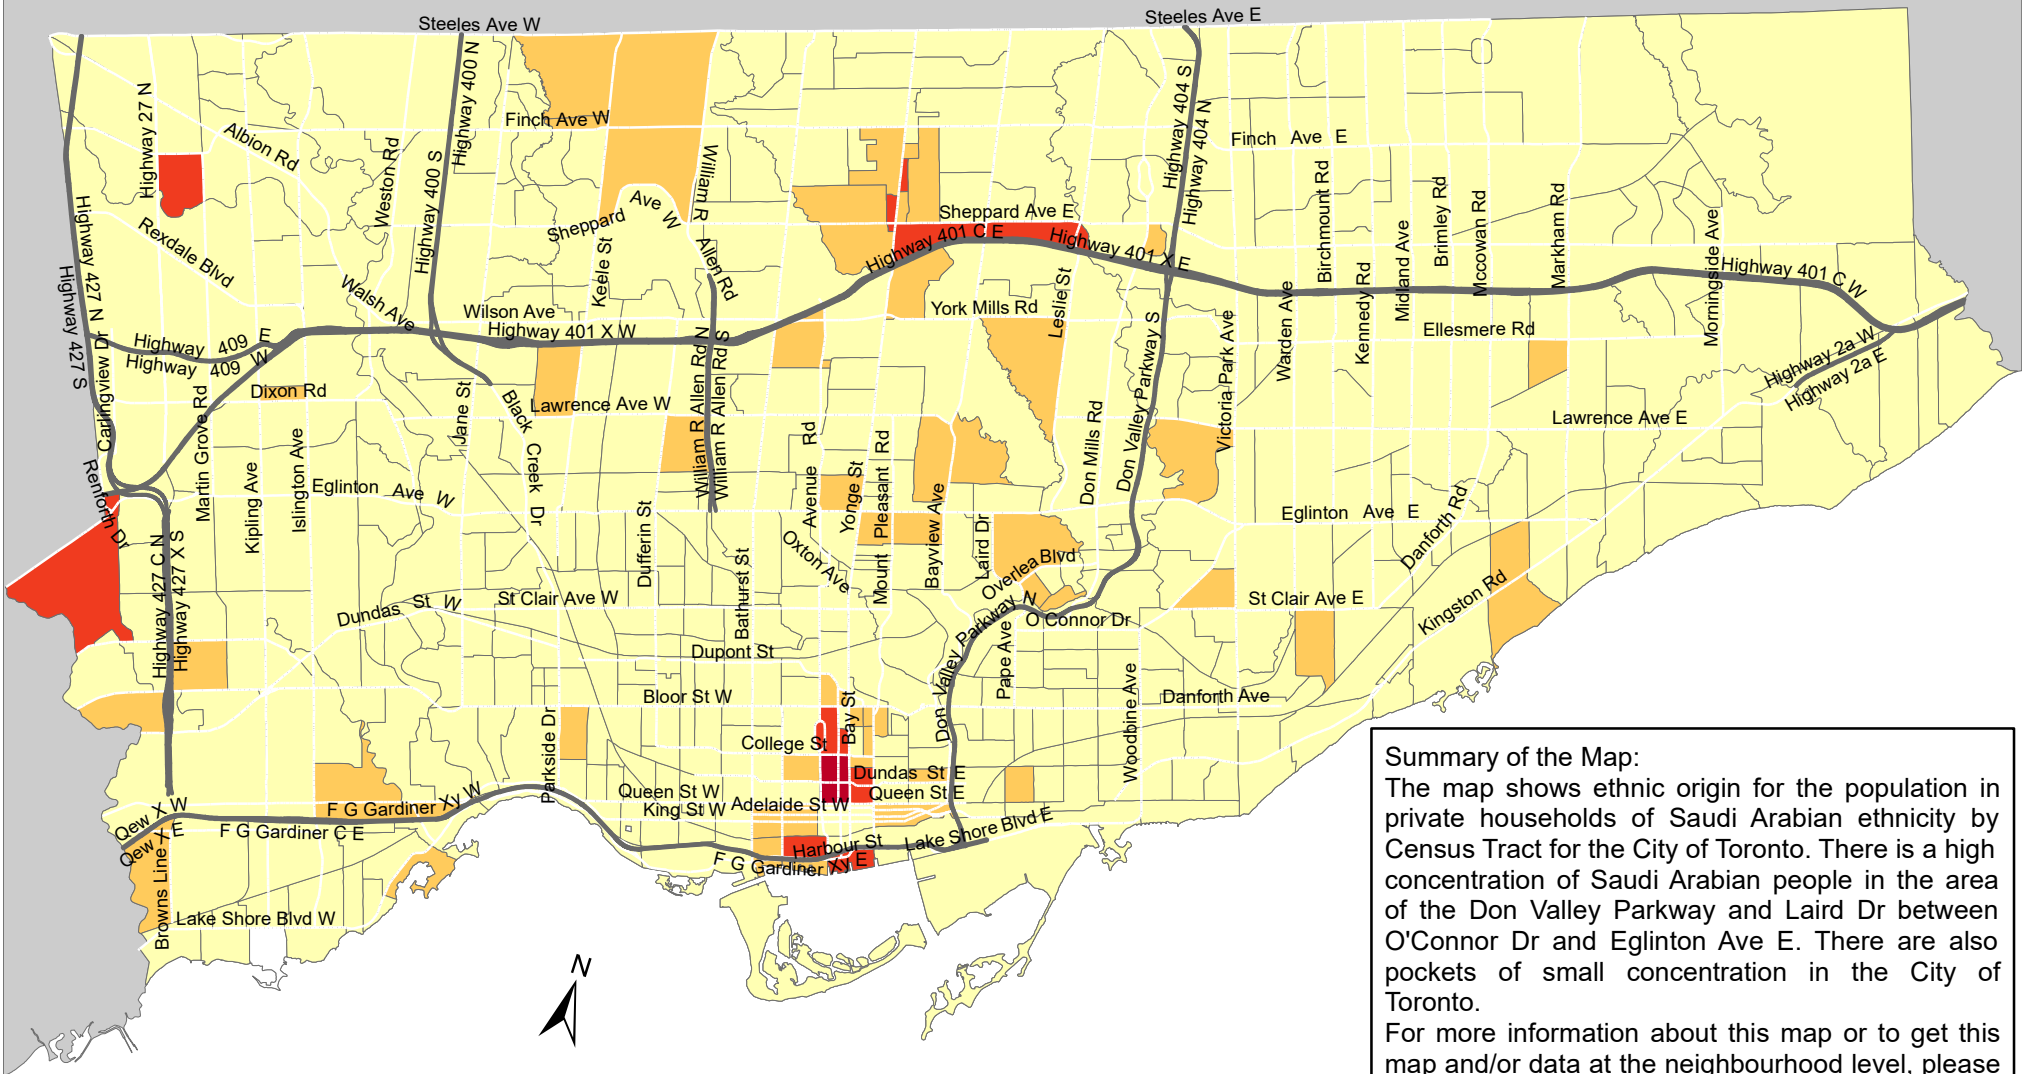 Steeles Ave W
Steeles Ave E
Highway 400 N
Highway 404 S
Highway 27 N
Finch Ave W
Highway 404 N
Finch Ave E
Albion Rd
Weston Rd
Highway 400 S
William R
Allen Rd
Highway 427 N
Rexdale Blvd
Sheppard Ave W
Keele St
Sheppard Ave E
Highway 401 C E
Highway 401 X E
Birchmount Rd
Brimley Rd
Mccowan Rd
Markham Rd
Midland Ave
Morningside Ave
Highway 401 C W
Highway 427 S
Walsh Ave
Wilson Ave
Highway 401 X W
York Mills Rd
Leslie St
Kennedy Rd
Warden Ave
Ellesmere Rd
Highway 409 E
Highway 409 W
Carlingview Dr
Dixon Rd
Martin Grove Rd
Jane St
Black Creek Dr
Lawrence Ave W
William R Allen Rd N
William R Allen Rd S
Don Valley Parkway S
Victoria Park Ave
Highway 2a W
Highway 2a E
Lawrence Ave E
Renforth Dr
Kipling Ave
Islington Ave
Eglinton Ave W
Avenue Rd
Yonge St
Mount Pleasant Rd
Bayview Ave
Don Mills Rd
Eglinton Ave E
Danforth Rd
Highway 427 C N
Highway 427 X S
Dufferin St
Bathurst St
Oxton Ave
Laird Dr
Overlea Blvd
Dundas St W
St Clair Ave W
St Clair Ave E
Kingston Rd
O Connor Dr
Don Valley Parkway N
Pape Ave
Dupont St
Bloor St W
Danforth Ave
Woodbine Ave
Parkside Dr
Bay St
College St
Dundas St E
Queen St W
Queen St E
King St W
Adelaide St W
F G Gardiner Xy W
Qew X W
Qew X E
F G Gardiner C E
Harbour St
Lake Shore Blvd E
F G Gardiner Xy E
Browns Line
Lake Shore Blvd W
N
Summary of the Map:
The map shows ethnic origin for the population in
private households of Saudi Arabian ethnicity by
Census Tract for the City of Toronto. There is a high
concentration of Saudi Arabian people in the area
of the Don Valley Parkway and Laird Dr between
O'Connor Dr and Eglinton Ave E. There are also
pockets of small concentration in the City of
Toronto.
For more information about this map or to get this
map and/or data at the neighbourhood level, please